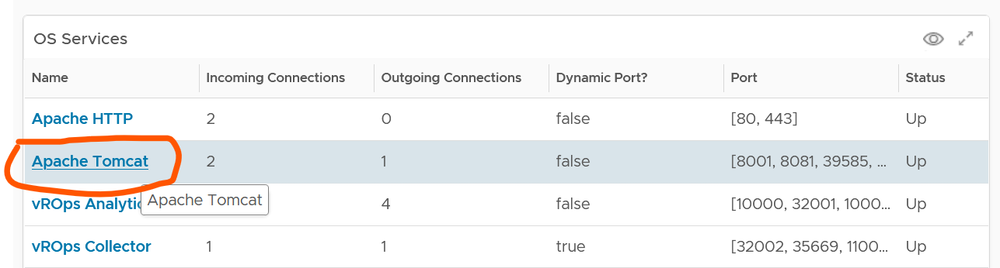 OS Services
Name Incoming Connections Outgoing Connections Dynamic Port? Port Status
Apache HTTP 2 0 false [80, 443] Up
Apache Tomcat 2 1 false [8001, 8081, 39585, ... Up
Apache Tomcat
vROps Analytic 4 false [10000, 32001, 1000... Up
vROps Collector 1 1 true [32002, 35669, 1100... Up